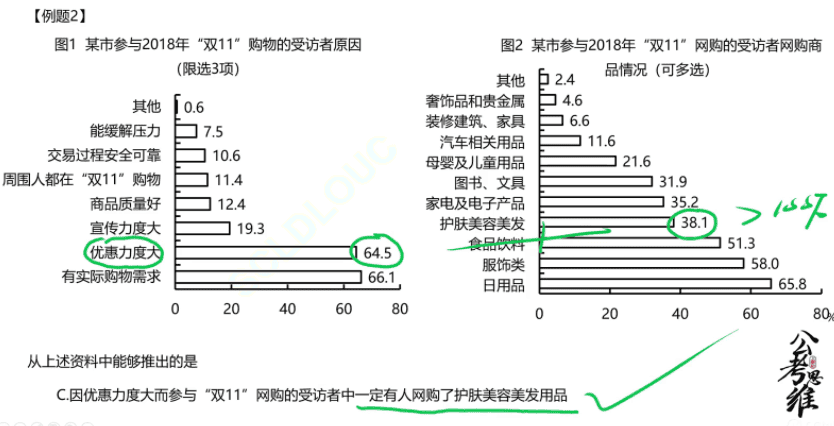 【例题2】
图1 某市参与2018年“双11”购物的受访者原因
（限选3项）
其他 0.6
能缓解压力 7.5
交易过程安全可靠 10.6
周围人都在“双11”购物 11.4
商品质量好 12.4
宣传力度大 19.3
优惠力度大 64.5
有实际购物需求 66.1
0 20 40 60 80
图2 某市参与2018年“双11”网购的受访者网购商
品情况（可多选）
其他 2.4
奢饰品和贵金属 4.6
装修建筑、家具 6.6
汽车相关用品 11.6
母婴及儿童用品 21.6
图书、文具 31.9
家电及电子产品 35.2
护肤美容美发 38.1
食品饮料 51.3
服饰类 58.0
日用品 65.8
0 20 40 60 80%
从上述资料中能够推出的是
C.因优惠力度大而参与“双11”网购的受访者中一定有人网购了护肤美容美发用品
公考思维